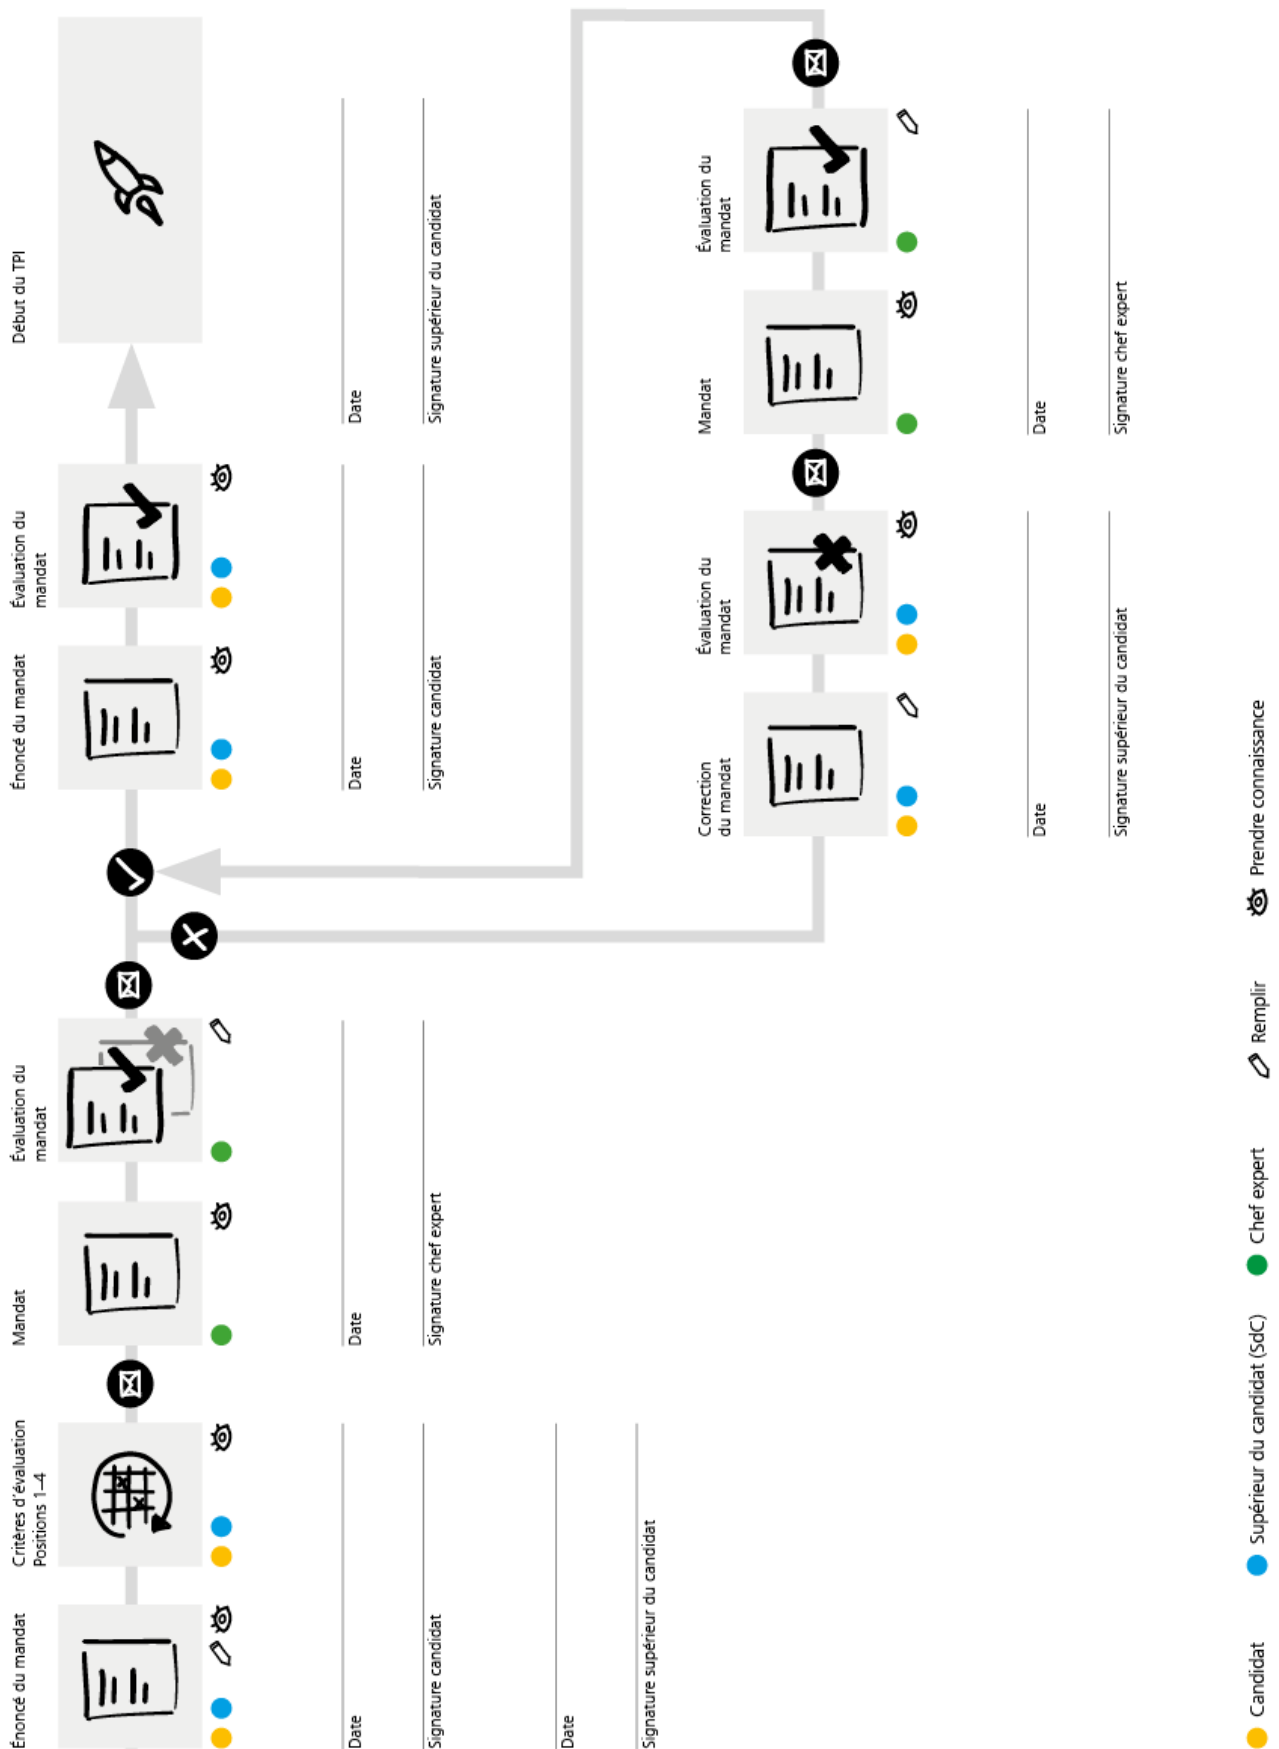 Énoncé du mandat
Critères d'évaluation
Positions 1–4
Mandat
Évaluation du
mandat
Énoncé du mandat
Évaluation du
mandat
Début du TPI
Date
Signature candidat
Date
Signature supérieur du candidat
Date
Signature chef expert
Date
Signature candidat
Date
Signature supérieur du candidat
Correction
du mandat
Évaluation du
mandat
Mandat
Évaluation du
mandat
Date
Signature supérieur du candidat
Date
Signature chef expert
Candidat
Supérieur du candidat (SdC)
Chef expert
Remplir
Prendre connaissance